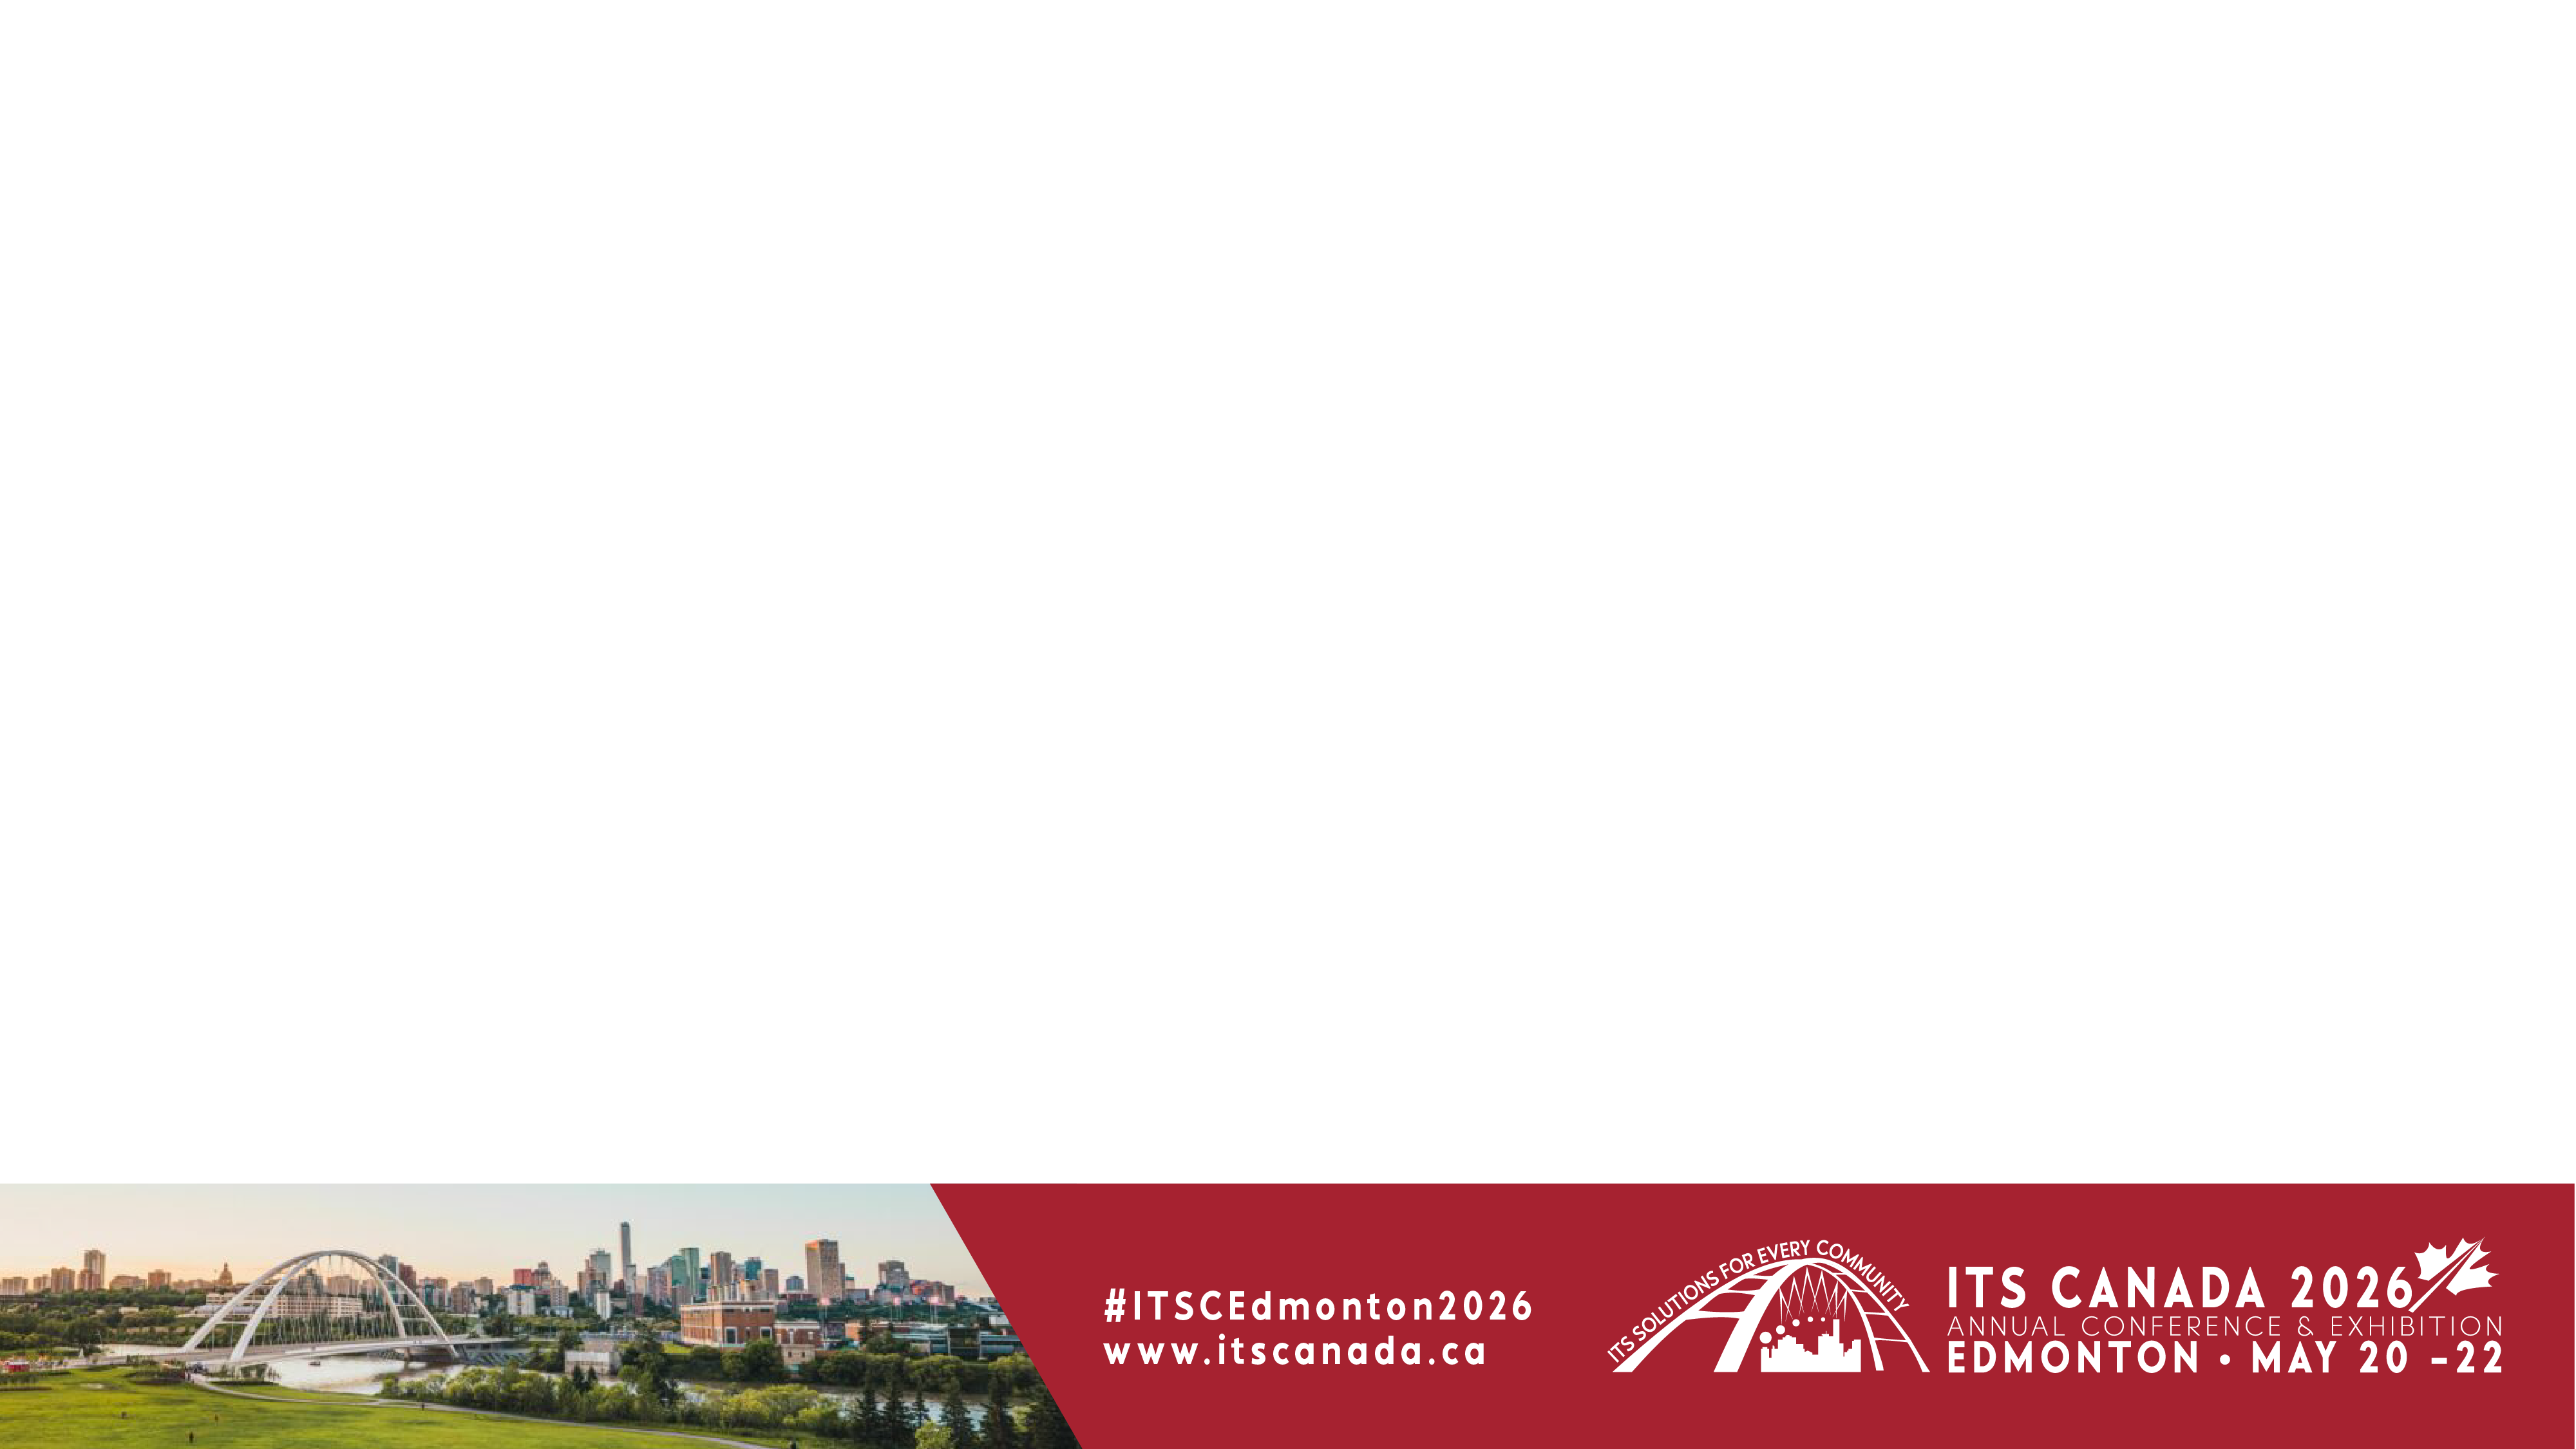 #ITSCEdmonton2026
www.itscanada.ca
ITS SOLUTIONS FOR EVERY COMMUNITY
ITS CANADA 2026
ANNUAL CONFERENCE & EXHIBITION
EDMONTON • MAY 20 -22